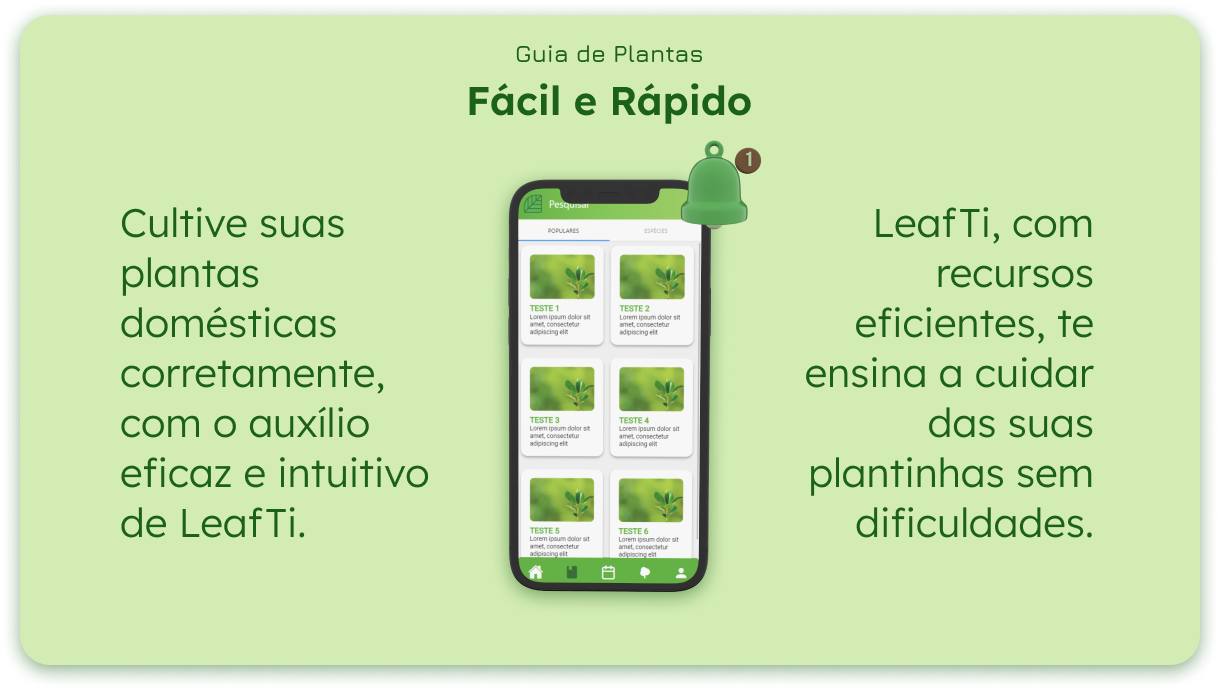 Guia de Plantas
Fácil e Rápido
Cultive suas
plantas
domésticas
corretamente,
com o auxílio
eficaz e intuitivo
de LeafTi.
1
Pesquisar
POPULARES
ESPÉCIES
TESTE 1
Lorem ipsum dolor sit
amet, consectetur
adipiscing elit
TESTE 2
Lorem ipsum dolor sit
amet, consectetur
adipiscing elit
TESTE 3
Lorem ipsum dolor sit
amet, consectetur
adipiscing elit
TESTE 4
Lorem ipsum dolor sit
amet, consectetur
adipiscing elit
TESTE 5
Lorem ipsum dolor sit
amet, consectetur
adipiscing elit
TESTE 6
Lorem ipsum dolor sit
amet, consectetur
adipiscing elit
LeafTi, com
recursos
eficientes, te
ensina a cuidar
das suas
plantinhas sem
dificuldades.